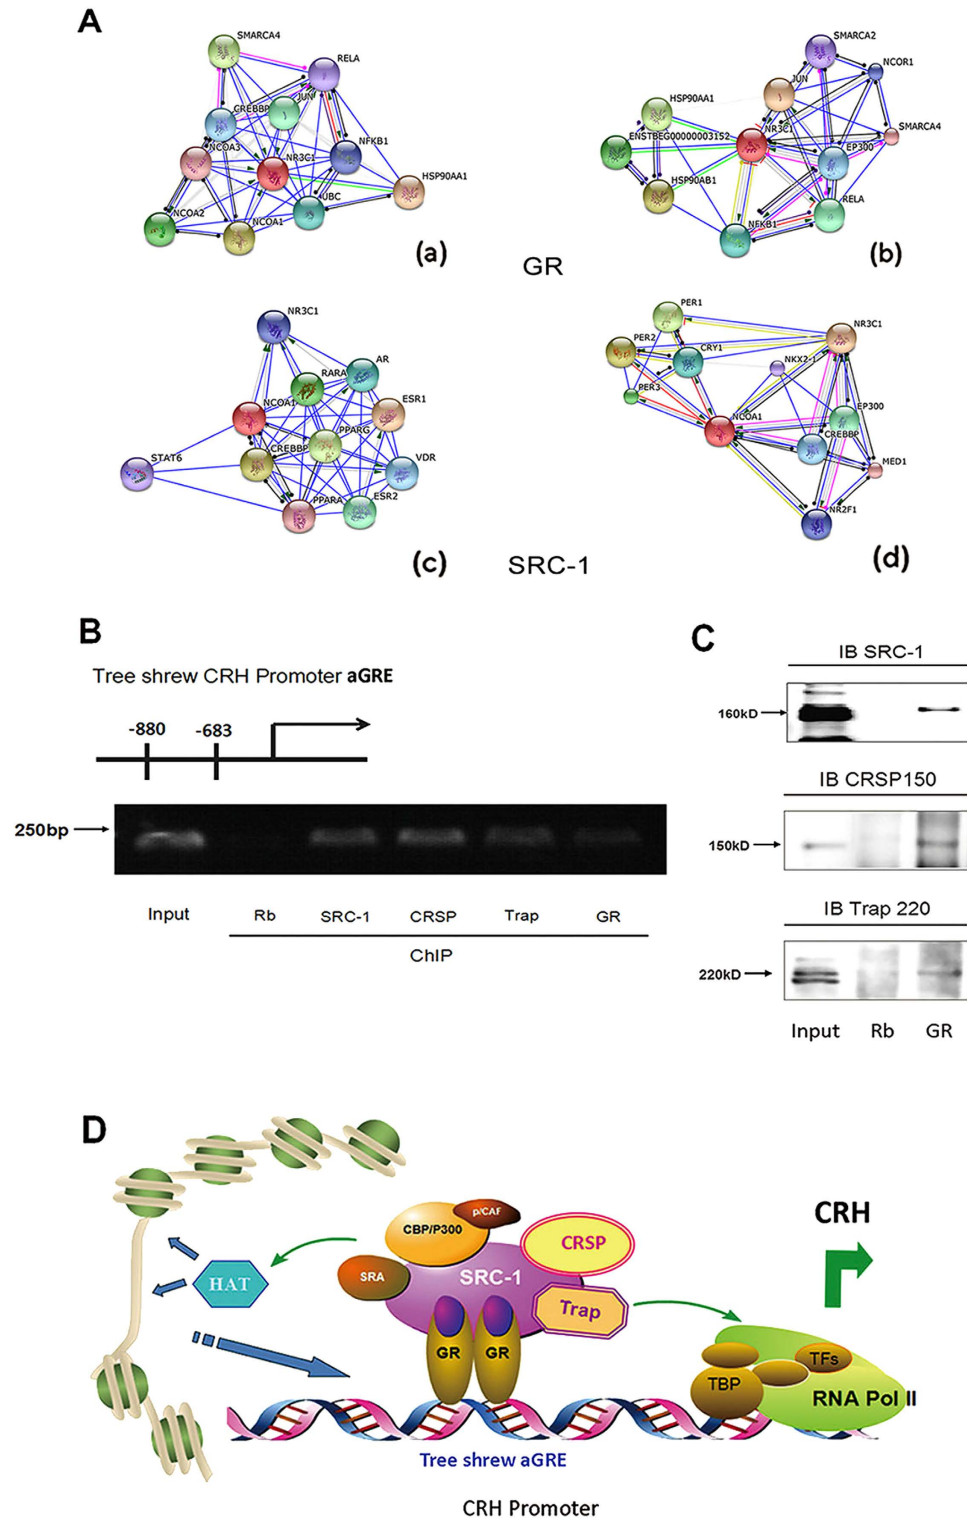 A
SMARCA4
RELA
JUN
CREBBP
NCOA3
NR3C1
NFKB1
HSP90AA1
UBC
NCOA2
NCOA1
(a)
SMARCA2
NCOR1
JUN
HSP90AA1
SMARCA4
ENSTBEG00000003152
NR3C1
EP300
HSP90AB1
RELA
NFKB1
(b)
GR
NR3C1
AR
RARA
NCOA1
ESR1
PPARG
CREBBP
STAT6
VDR
PPARA
ESR2
(c)
PER1
NR3C1
PER2
CRY1
NKX2-1
PER3
NCOA1
EP300
CREBBP
MED1
NR2F1
(d)
SRC-1
B
Tree shrew CRH Promoter aGRE
-880
-683
250bp
Input Rb SRC-1 CRSP Trap GR
ChIP
C
IB SRC-1
160kD
IB CRSP150
150kD
IB Trap 220
220kD
Input Rb GR
D
p/CAF
CBP/P300
CRSP
CRH
SRA
SRC-1
HAT
Trap
GR GR
TFs
TBP
RNA Pol II
Tree shrew aGRE
CRH Promoter